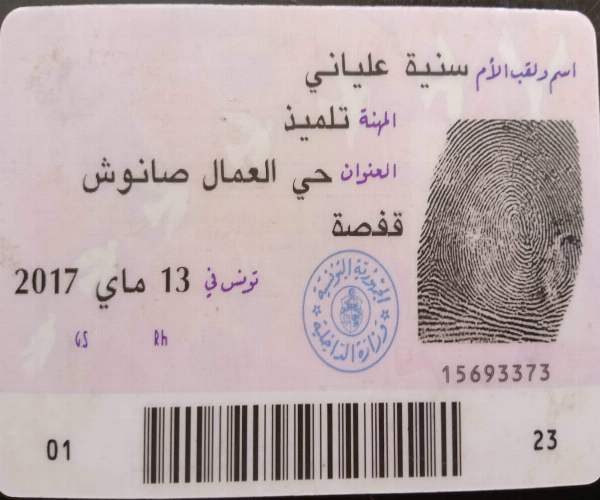 اسم ولقب الأم سنية علياني
المهنة تلميذ
العنوان حي العمال صانوش
قفصة
تونس في 13 ماي 2017
GS Rh
الجمهورية التونسية
وزارة الداخلية
15693373
01 23